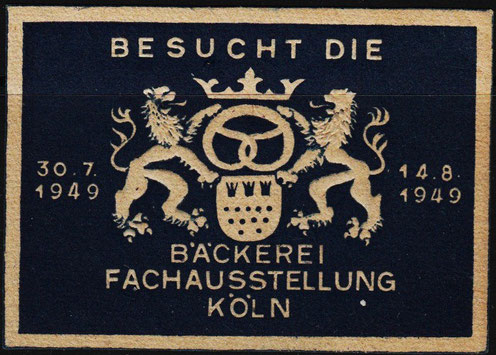 BESUCHT DIE
30.7.
1949
14.8.
1949
BÄCKEREI
FACHAUSSTELLUNG
KÖLN